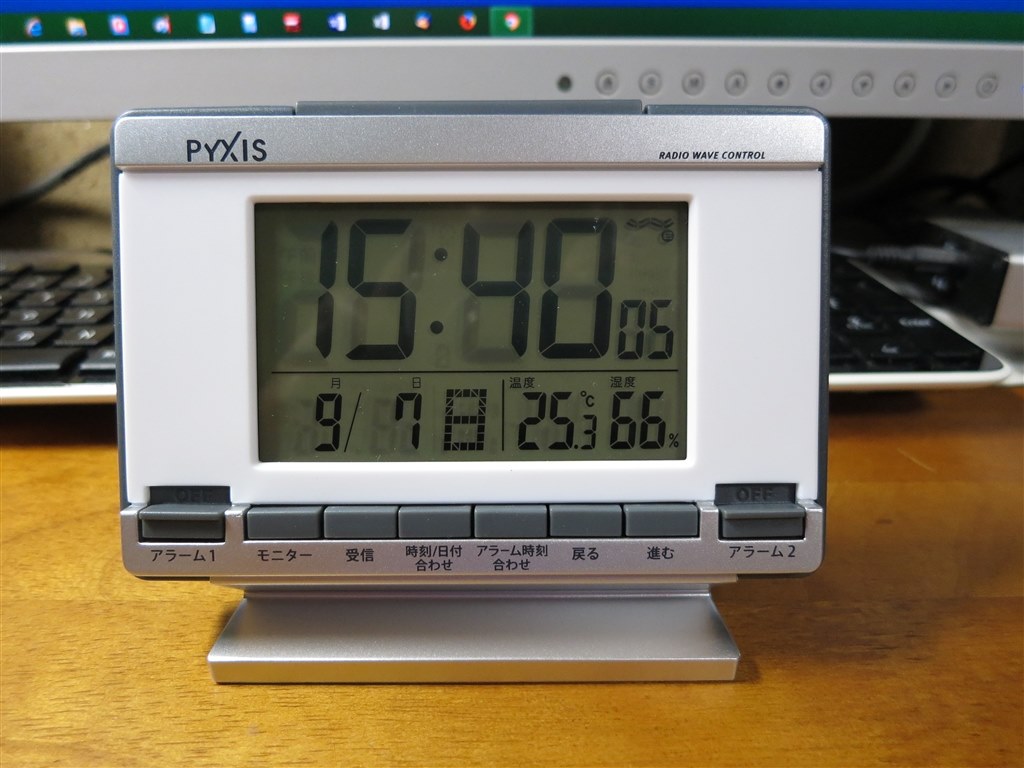 PYXIS
RADIO WAVE CONTROL
15:40 05
月 日 温度 湿度
9/ 7 日 25.3 ℃ 66 %
OFF OFF
アラーム1 モニター 受信 時刻/日付合わせ アラーム時刻合わせ 戻る 進む アラーム2